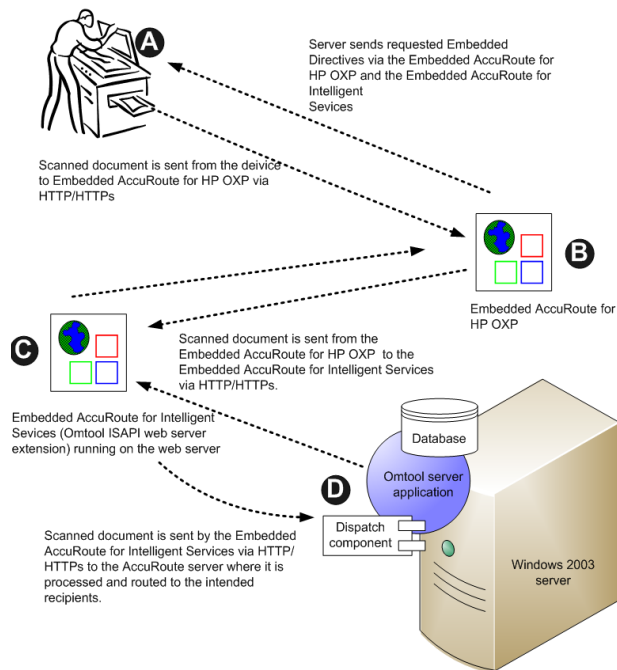 A
Server sends requested Embedded
Directives via the Embedded AccuRoute for
HP OXP and the Embedded AccuRoute for
Intelligent
Sevices
Scanned document is sent from the deivice
to Embedded AccuRoute for HP OXP via
HTTP/HTTPs
B
Embedded AccuRoute for
HP OXP
C
Scanned document is sent from the
Embedded AccuRoute for HP OXP to the
Embedded AccuRoute for Intelligent Services
via HTTP/HTTPs.
Embedded AccuRoute for Intelligent
Sevices (Omtool ISAPI web server
extension) running on the web server
Database
Omtool server
application
D
Dispatch
component
Windows 2003
server
Scanned document is sent by the Embedded
AccuRoute for Intelligent Services via HTTP/
HTTPs to the AccuRoute server where it is
processed and routed to the intended
recipients.